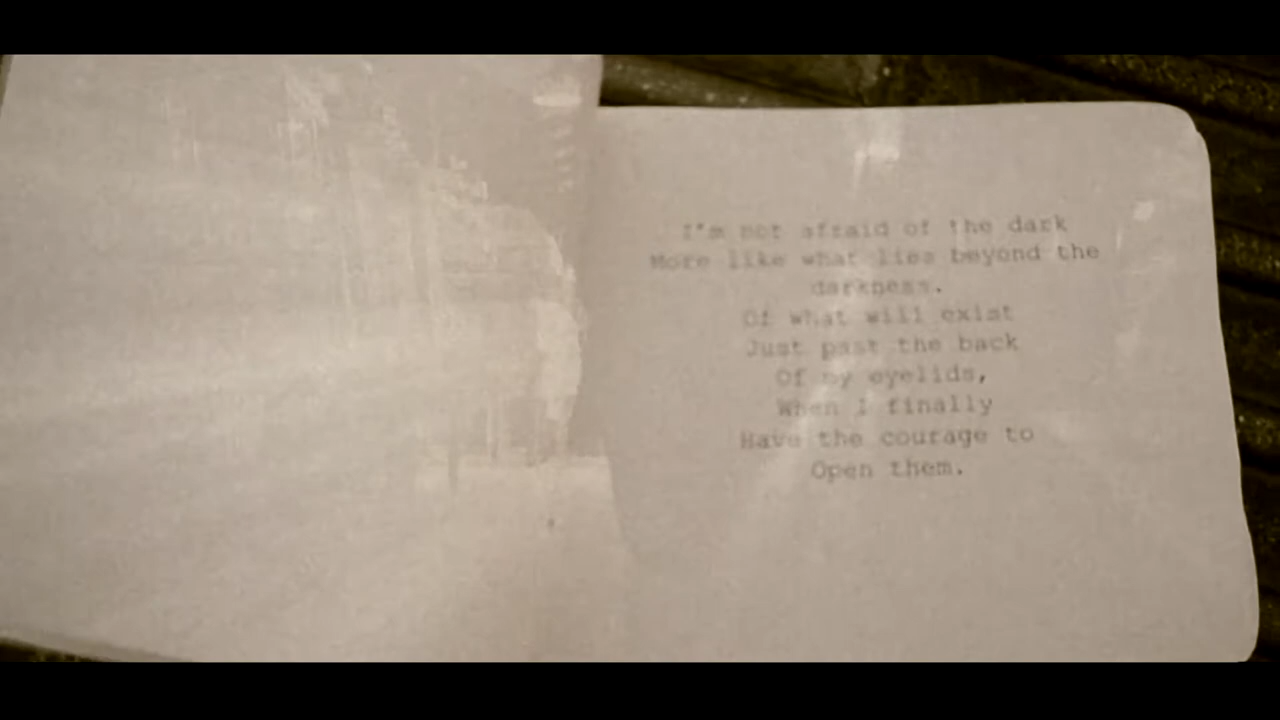 I'm not afraid of the dark
More like what lies beyond the
darkness.
Of what will exist
Just past the back
Of my eyelids,
When I finally
Have the courage to
Open them.